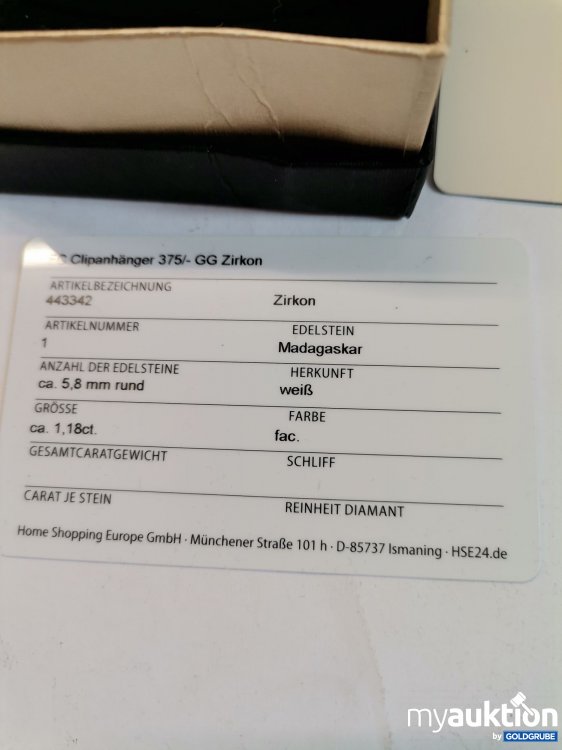 Clipanhänger 375/- GG Zirkon
ARTIKELBEZEICHNUNG
443342
Zirkon
ARTIKELNUMMER
EDELSTEIN
1
Madagaskar
ANZAHL DER EDELSTEINE
HERKUNFT
ca. 5,8 mm rund
weiß
GRÖSSE
FARBE
ca. 1,18ct.
fac.
GESAMTCARATGEWICHT
SCHLIFF
CARAT JE STEIN
REINHEIT DIAMANT
Home Shopping Europe GmbH · Münchener Straße 101 h · D-85737 Ismaning · HSE24.de
myauktion
by GOLDGRUBE